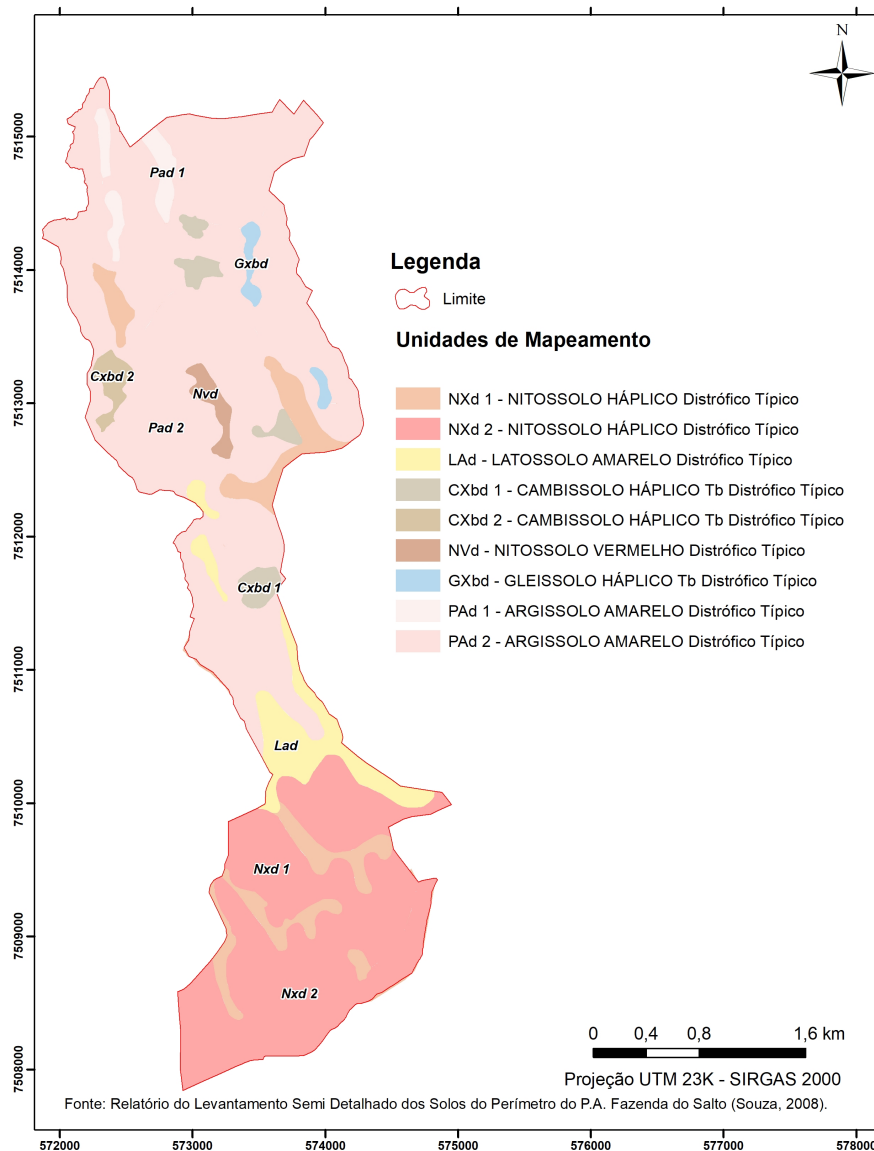 N
7515000
7514000
7513000
7512000
7511000
7510000
7509000
7508000
Pad 1
Gxbd
Cxbd 2
Nvd
Pad 2
Cxbd 1
Lad
Nxd 1
Nxd 2
Legenda
Limite
Unidades de Mapeamento
NXd 1 - NITOSSOLO HÁPLICO Distrófico Típico
NXd 2 - NITOSSOLO HÁPLICO Distrófico Típico
LAd - LATOSSOLO AMARELO Distrófico Típico
CXbd 1 - CAMBISSOLO HÁPLICO Tb Distrófico Típico
CXbd 2 - CAMBISSOLO HÁPLICO Tb Distrófico Típico
NVd - NITOSSOLO VERMELHO Distrófico Típico
GXbd - GLEISSOLO HÁPLICO Tb Distrófico Típico
PAd 1 - ARGISSOLO AMARELO Distrófico Típico
PAd 2 - ARGISSOLO AMARELO Distrófico Típico
0 0,4 0,8 1,6 km
Projeção UTM 23K - SIRGAS 2000
Fonte: Relatório do Levantamento Semi Detalhado dos Solos do Perímetro do P.A. Fazenda do Salto (Souza, 2008).
572000 573000 574000 575000 576000 577000 578000